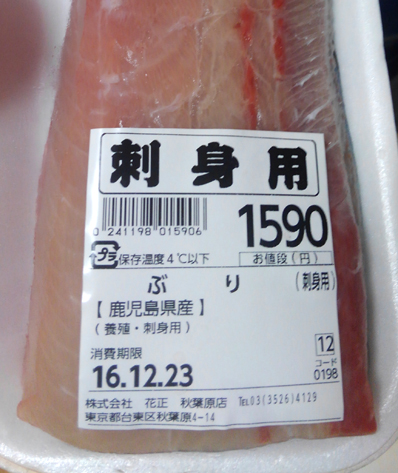 刺身用
0 241198 015906
1590
お値段(円)
プラ 保存温度4℃以下
ぶり (刺身用)
【鹿児島県産】
(養殖・刺身用)
消費期限
16.12.23
12
コード
0198
株式会社 花正 秋葉原店 TEL03(3526)4129
東京都台東区秋葉原4-14